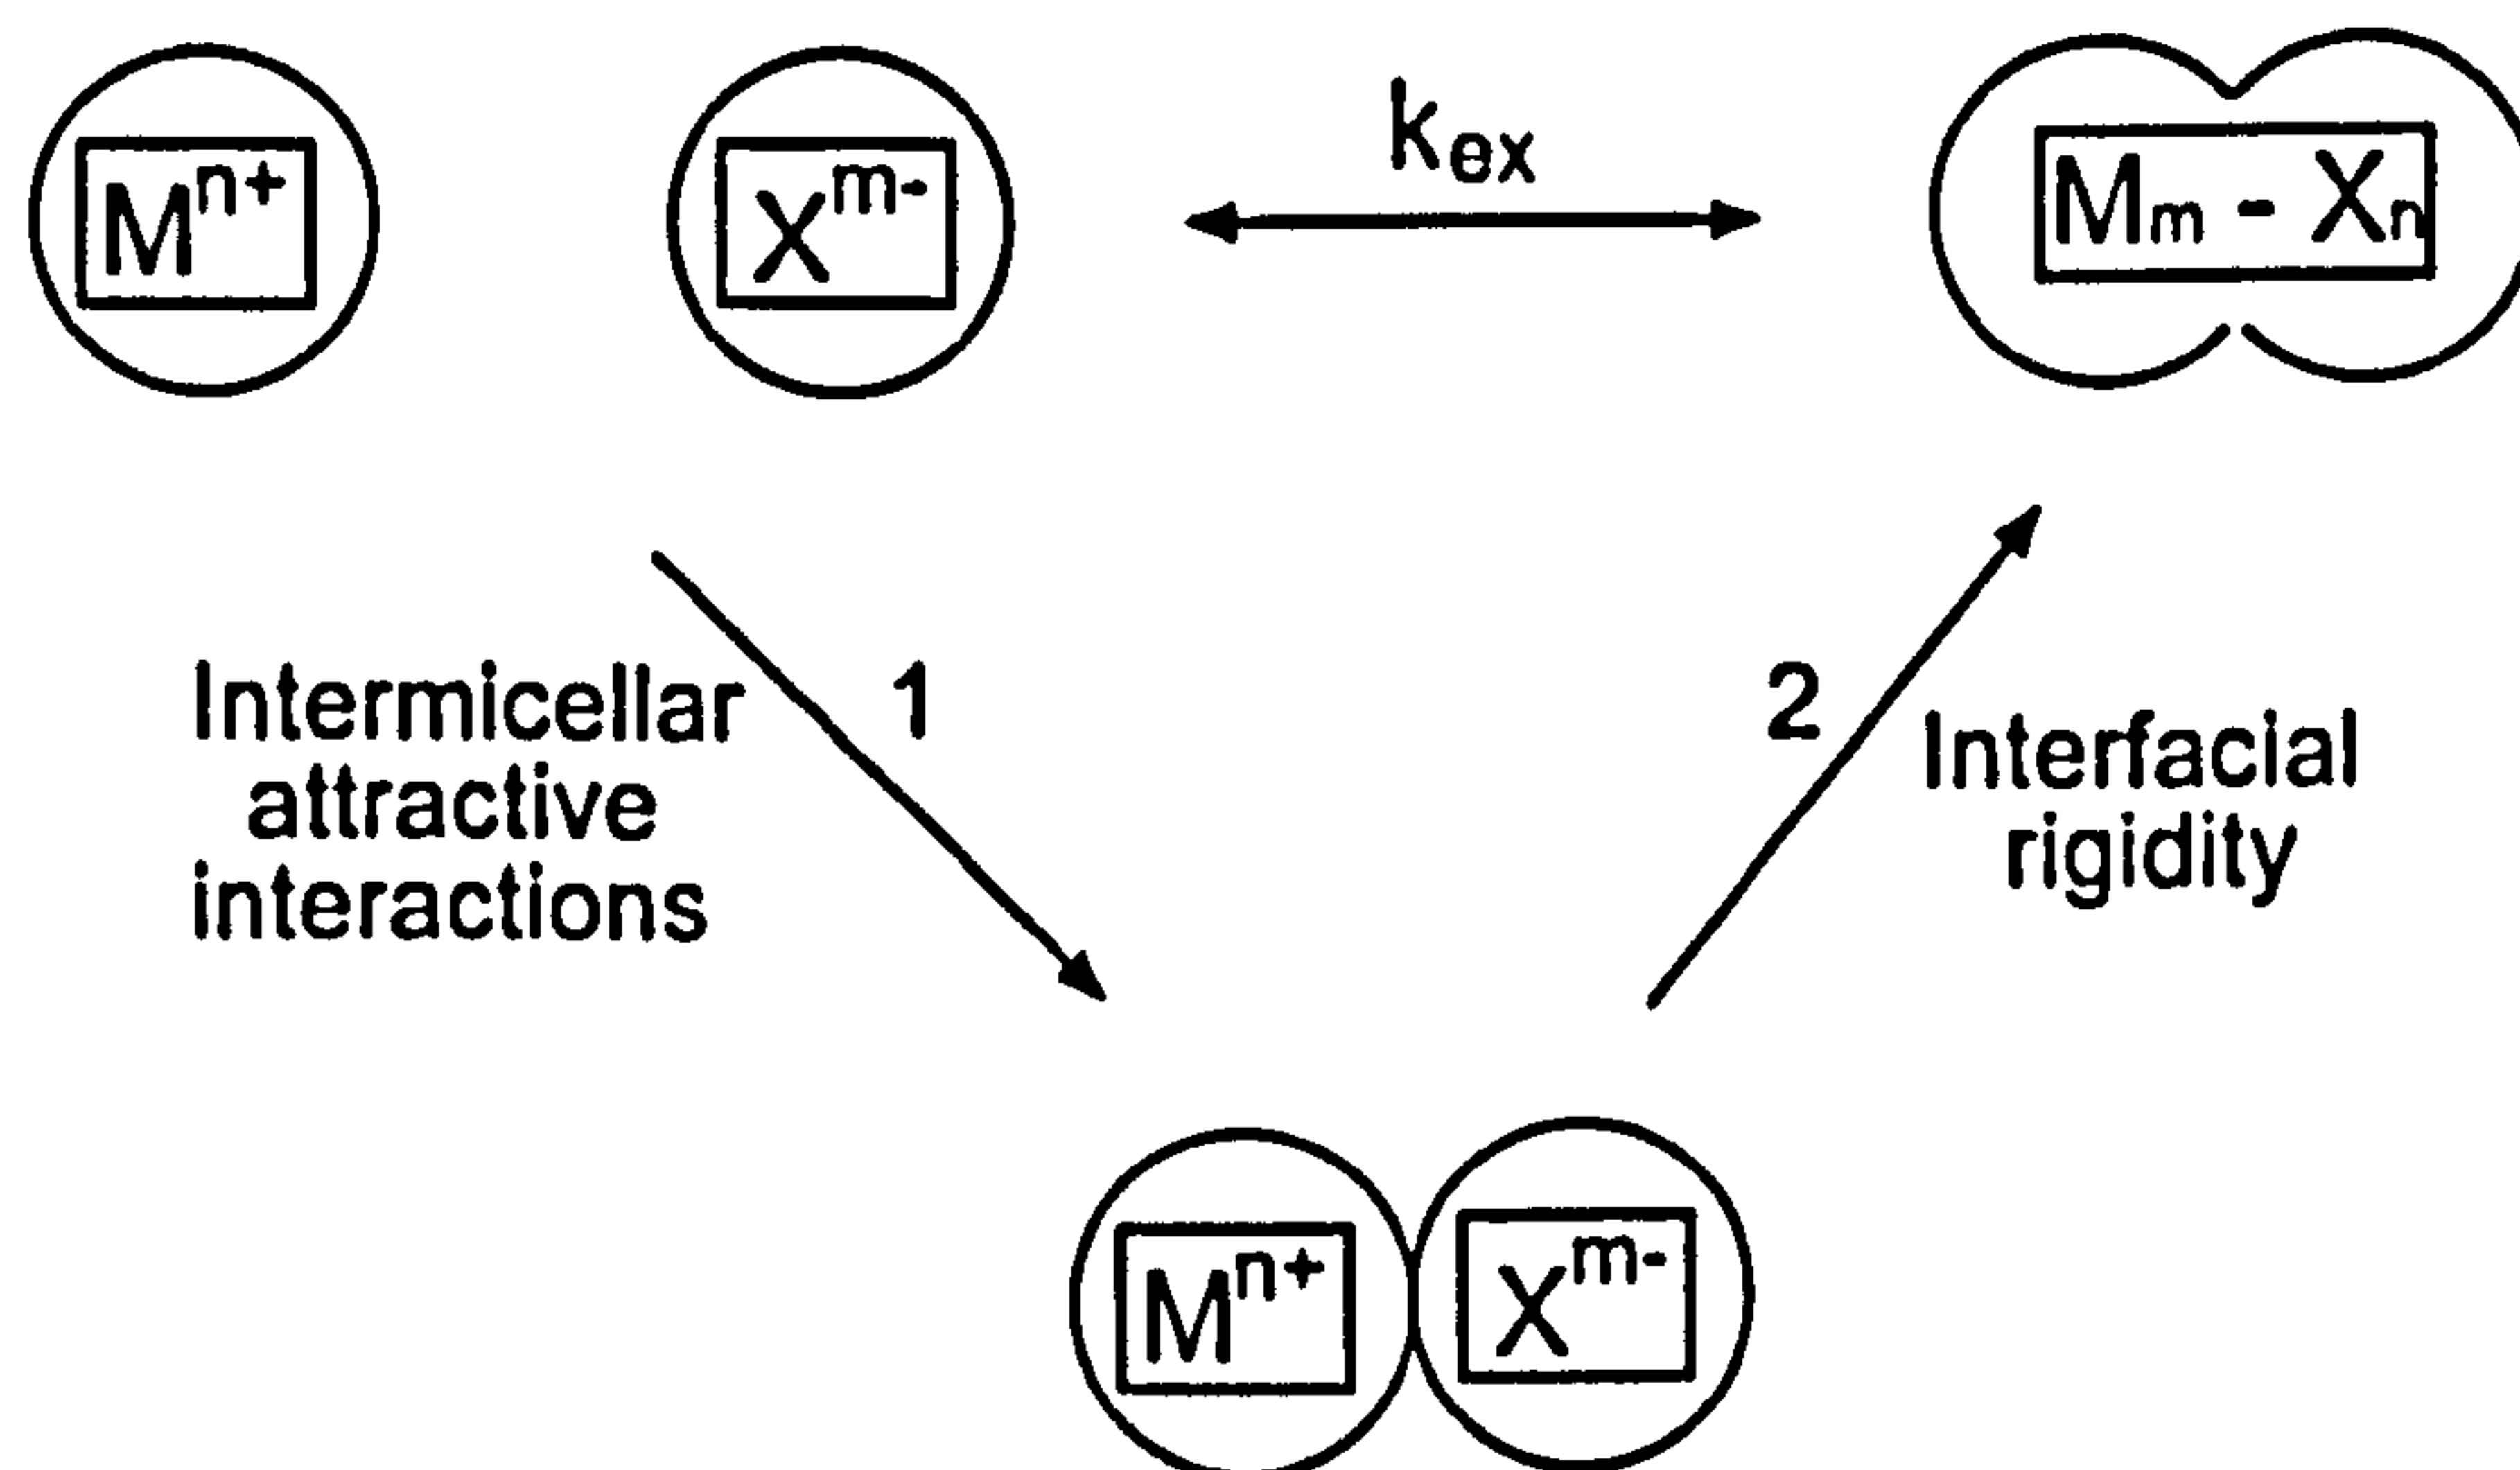 Mⁿ⁺
Xᵐ⁻
kₑₓ
Mₘ - Xₙ
Intermicellar
attractive
interactions
1
2
Interfacial
rigidity
Mⁿ⁺
Xᵐ⁻